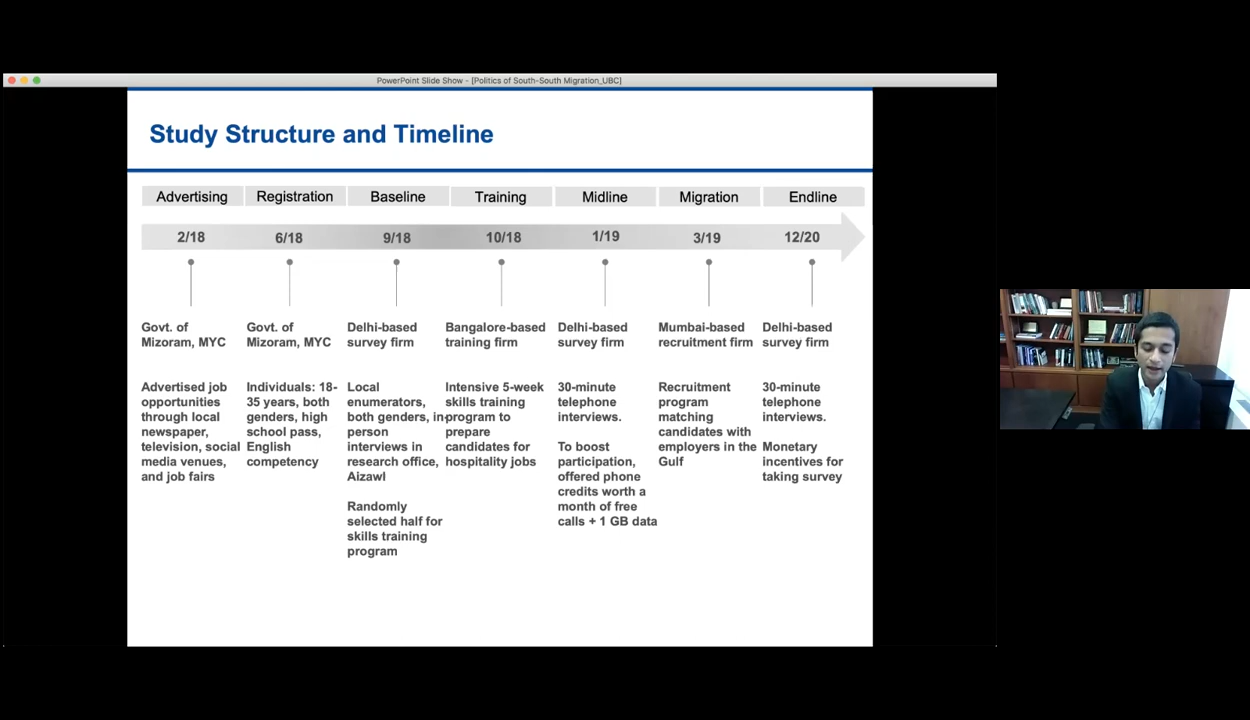 PowerPoint Slide Show - [Politics of South-South Migration_UBC]
Study Structure and Timeline
Advertising
Registration
Baseline
Training
Midline
Migration
Endline
2/18
6/18
9/18
10/18
1/19
3/19
12/20
Govt. of
Mizoram, MYC
Govt. of
Mizoram, MYC
Delhi-based
survey firm
Bangalore-based
training firm
Delhi-based
survey firm
Mumbai-based
recruitment firm
Delhi-based
survey firm
Advertised job
opportunities
through local
newspaper,
television, social
media venues,
and job fairs
Individuals: 18-
35 years, both
genders, high
school pass,
English
competency
Local
enumerators,
both genders, in-
person
interviews in
research office,
Aizawl
Randomly
selected half for
skills training
program
Intensive 5-week
skills training
program to
prepare
candidates for
hospitality jobs
30-minute
telephone
interviews.
To boost
participation,
offered phone
credits worth a
month of free
calls + 1 GB data
Recruitment
program
matching
candidates with
employers in the
Gulf
30-minute
telephone
interviews.
Monetary
incentives for
taking survey